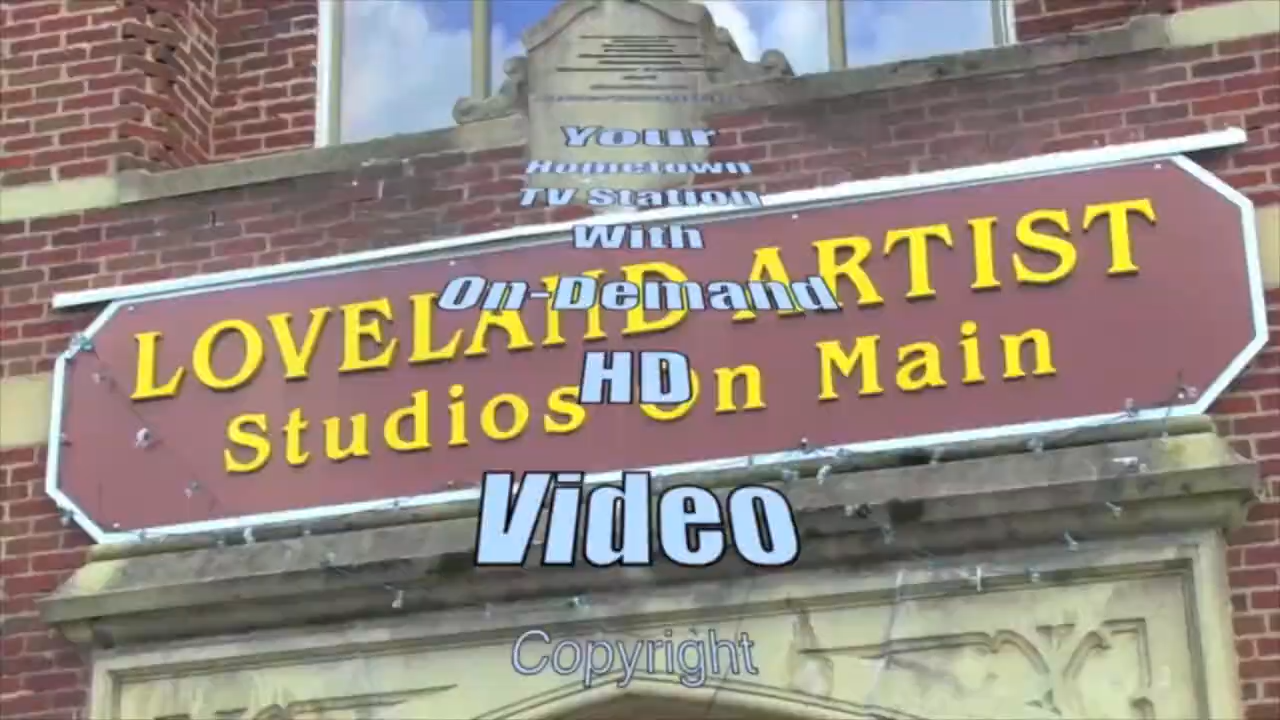 Your
Hometown
TV Station
With
On-Demand
HD
Video
Copyright
LOVELAND ARTIST
Studios On Main